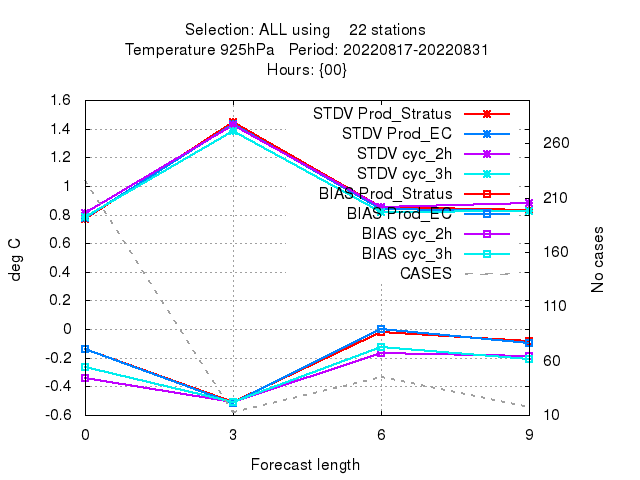 Selection: ALL using    22 stations
Temperature 925hPa   Period: 20220817-20220831
Hours: {00}
1.6
1.4
1.2
1
0.8
0.6
0.4
0.2
0
-0.2
-0.4
-0.6
deg C
STDV Prod_Stratus
STDV Prod_EC
STDV cyc_2h
STDV cyc_3h
BIAS Prod_Stratus
BIAS Prod_EC
BIAS cyc_2h
BIAS cyc_3h
CASES
260
210
160
110
60
10
No cases
0 3 6 9
Forecast length